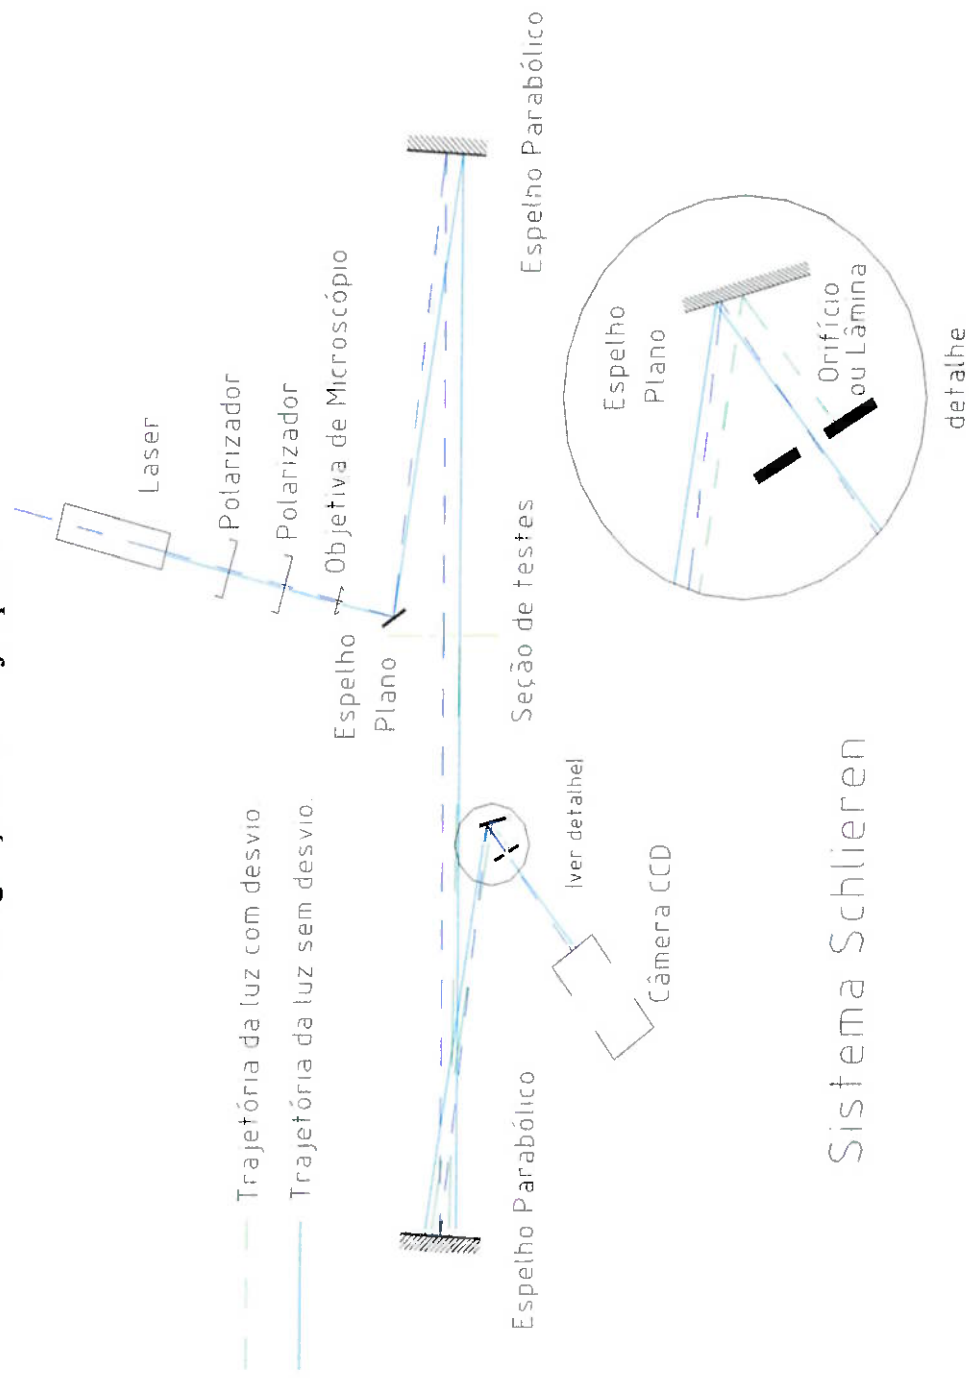 Trajetória da luz com desvio.
Trajetória da luz sem desvio.
Laser
Polarizador
Polarizador
Objetiva de Microscópio
Espelho
Plano
Espelho Parabólico
Seção de testes
(ver detalhe)
Câmera CCD
Espelho Parabólico
Espelho
Plano
Orifício
ou Lâmina
detalhe
Sistema Schlieren